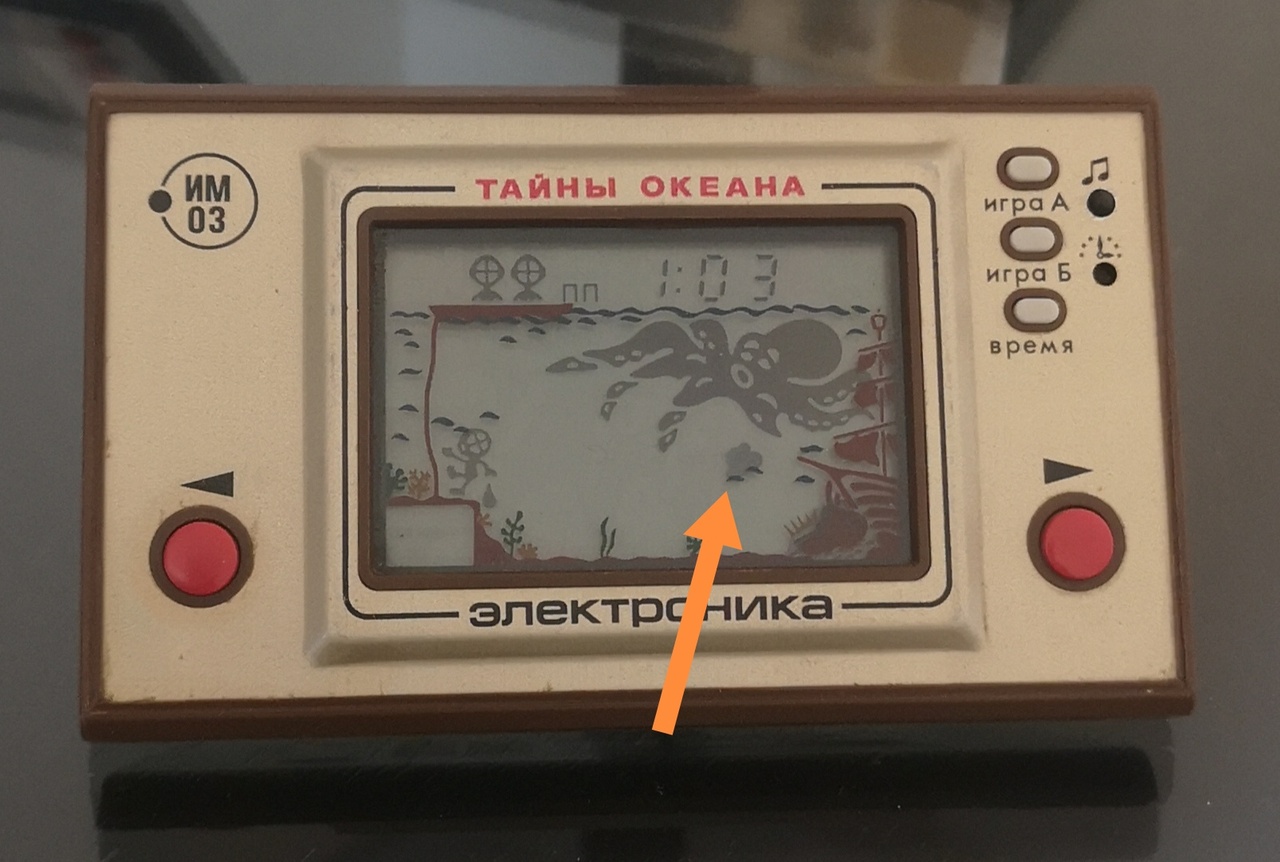 ИМ
03
ТАЙНЫ ОКЕАНА
1:03
игра А
игра Б
время
пп
электроника